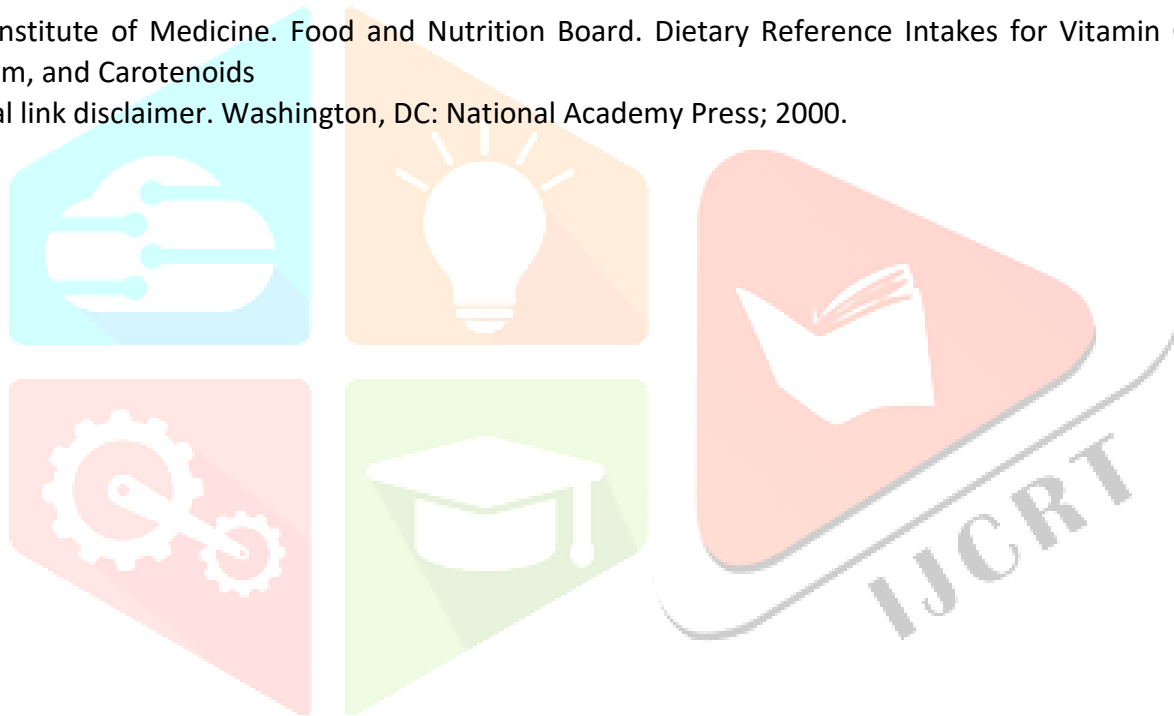 nstitute of Medicine. Food and Nutrition Board. Dietary Reference Intakes for Vitamin
m, and Carotenoids
al link disclaimer. Washington, DC: National Academy Press; 2000.
IJCRT